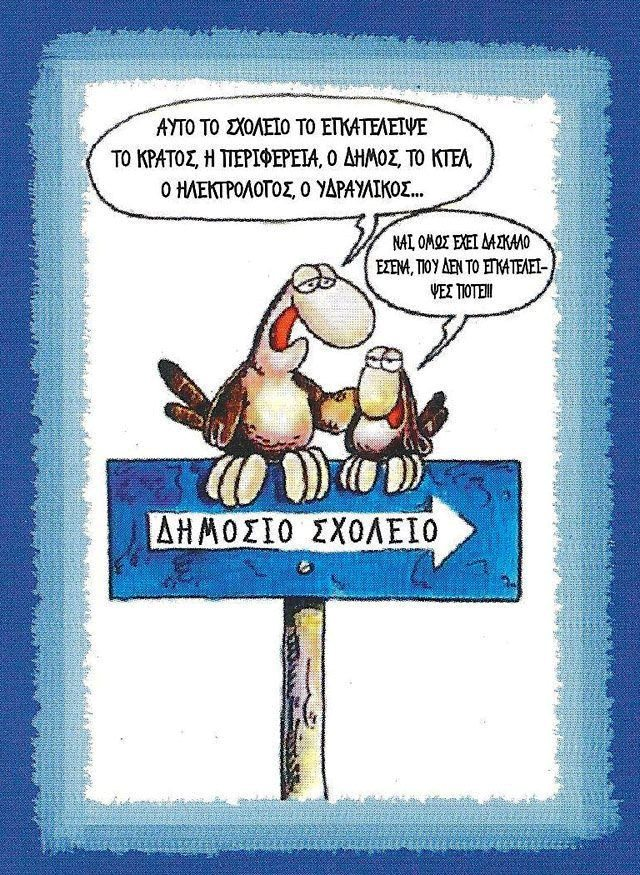 ΑΥΤΟ ΤΟ ΣΧΟΛΕΙΟ ΤΟ ΕΓΚΑΤΕΛΕΙΨΕ
ΤΟ ΚΡΑΤΟΣ, Η ΠΕΡΙΦΕΡΕΙΑ, Ο ΔΗΜΟΣ, ΤΟ ΚΤΕΛ,
Ο ΗΛΕΚΤΡΟΛΟΓΟΣ, Ο ΥΔΡΑΥΛΙΚΟΣ...
ΝΑΙ, ΟΜΩΣ ΕΧΕΙ ΔΑΣΚΑΛΟ
ΕΣΕΝΑ, ΠΟΥ ΔΕΝ ΤΟ ΕΓΚΑΤΕΛΕΙ-
ΨΕΣ ΠΟΤΕ!!!
ΔΗΜΟΣΙΟ ΣΧΟΛΕΙΟ